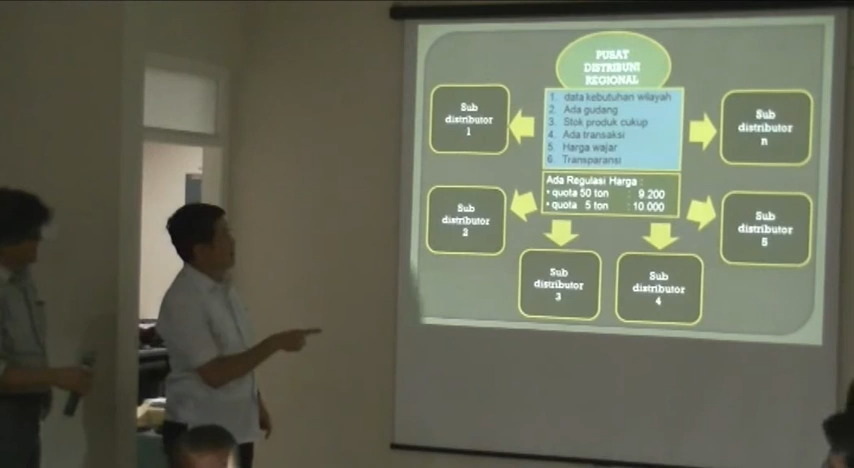 PUSAT
DISTRIBUSI
REGIONAL
1. data kebutuhan wilayah
2. Ada gudang
3. Stok produk cukup
4. Ada transaksi
5. Harga wajar
6. Transparansi
Ada Regulasi Harga :
• quota 50 ton : 9.200
• quota 5 ton : 10.000
Sub
distributor
1
Sub
distributor
2
Sub
distributor
3
Sub
distributor
4
Sub
distributor
5
Sub
distributor
n